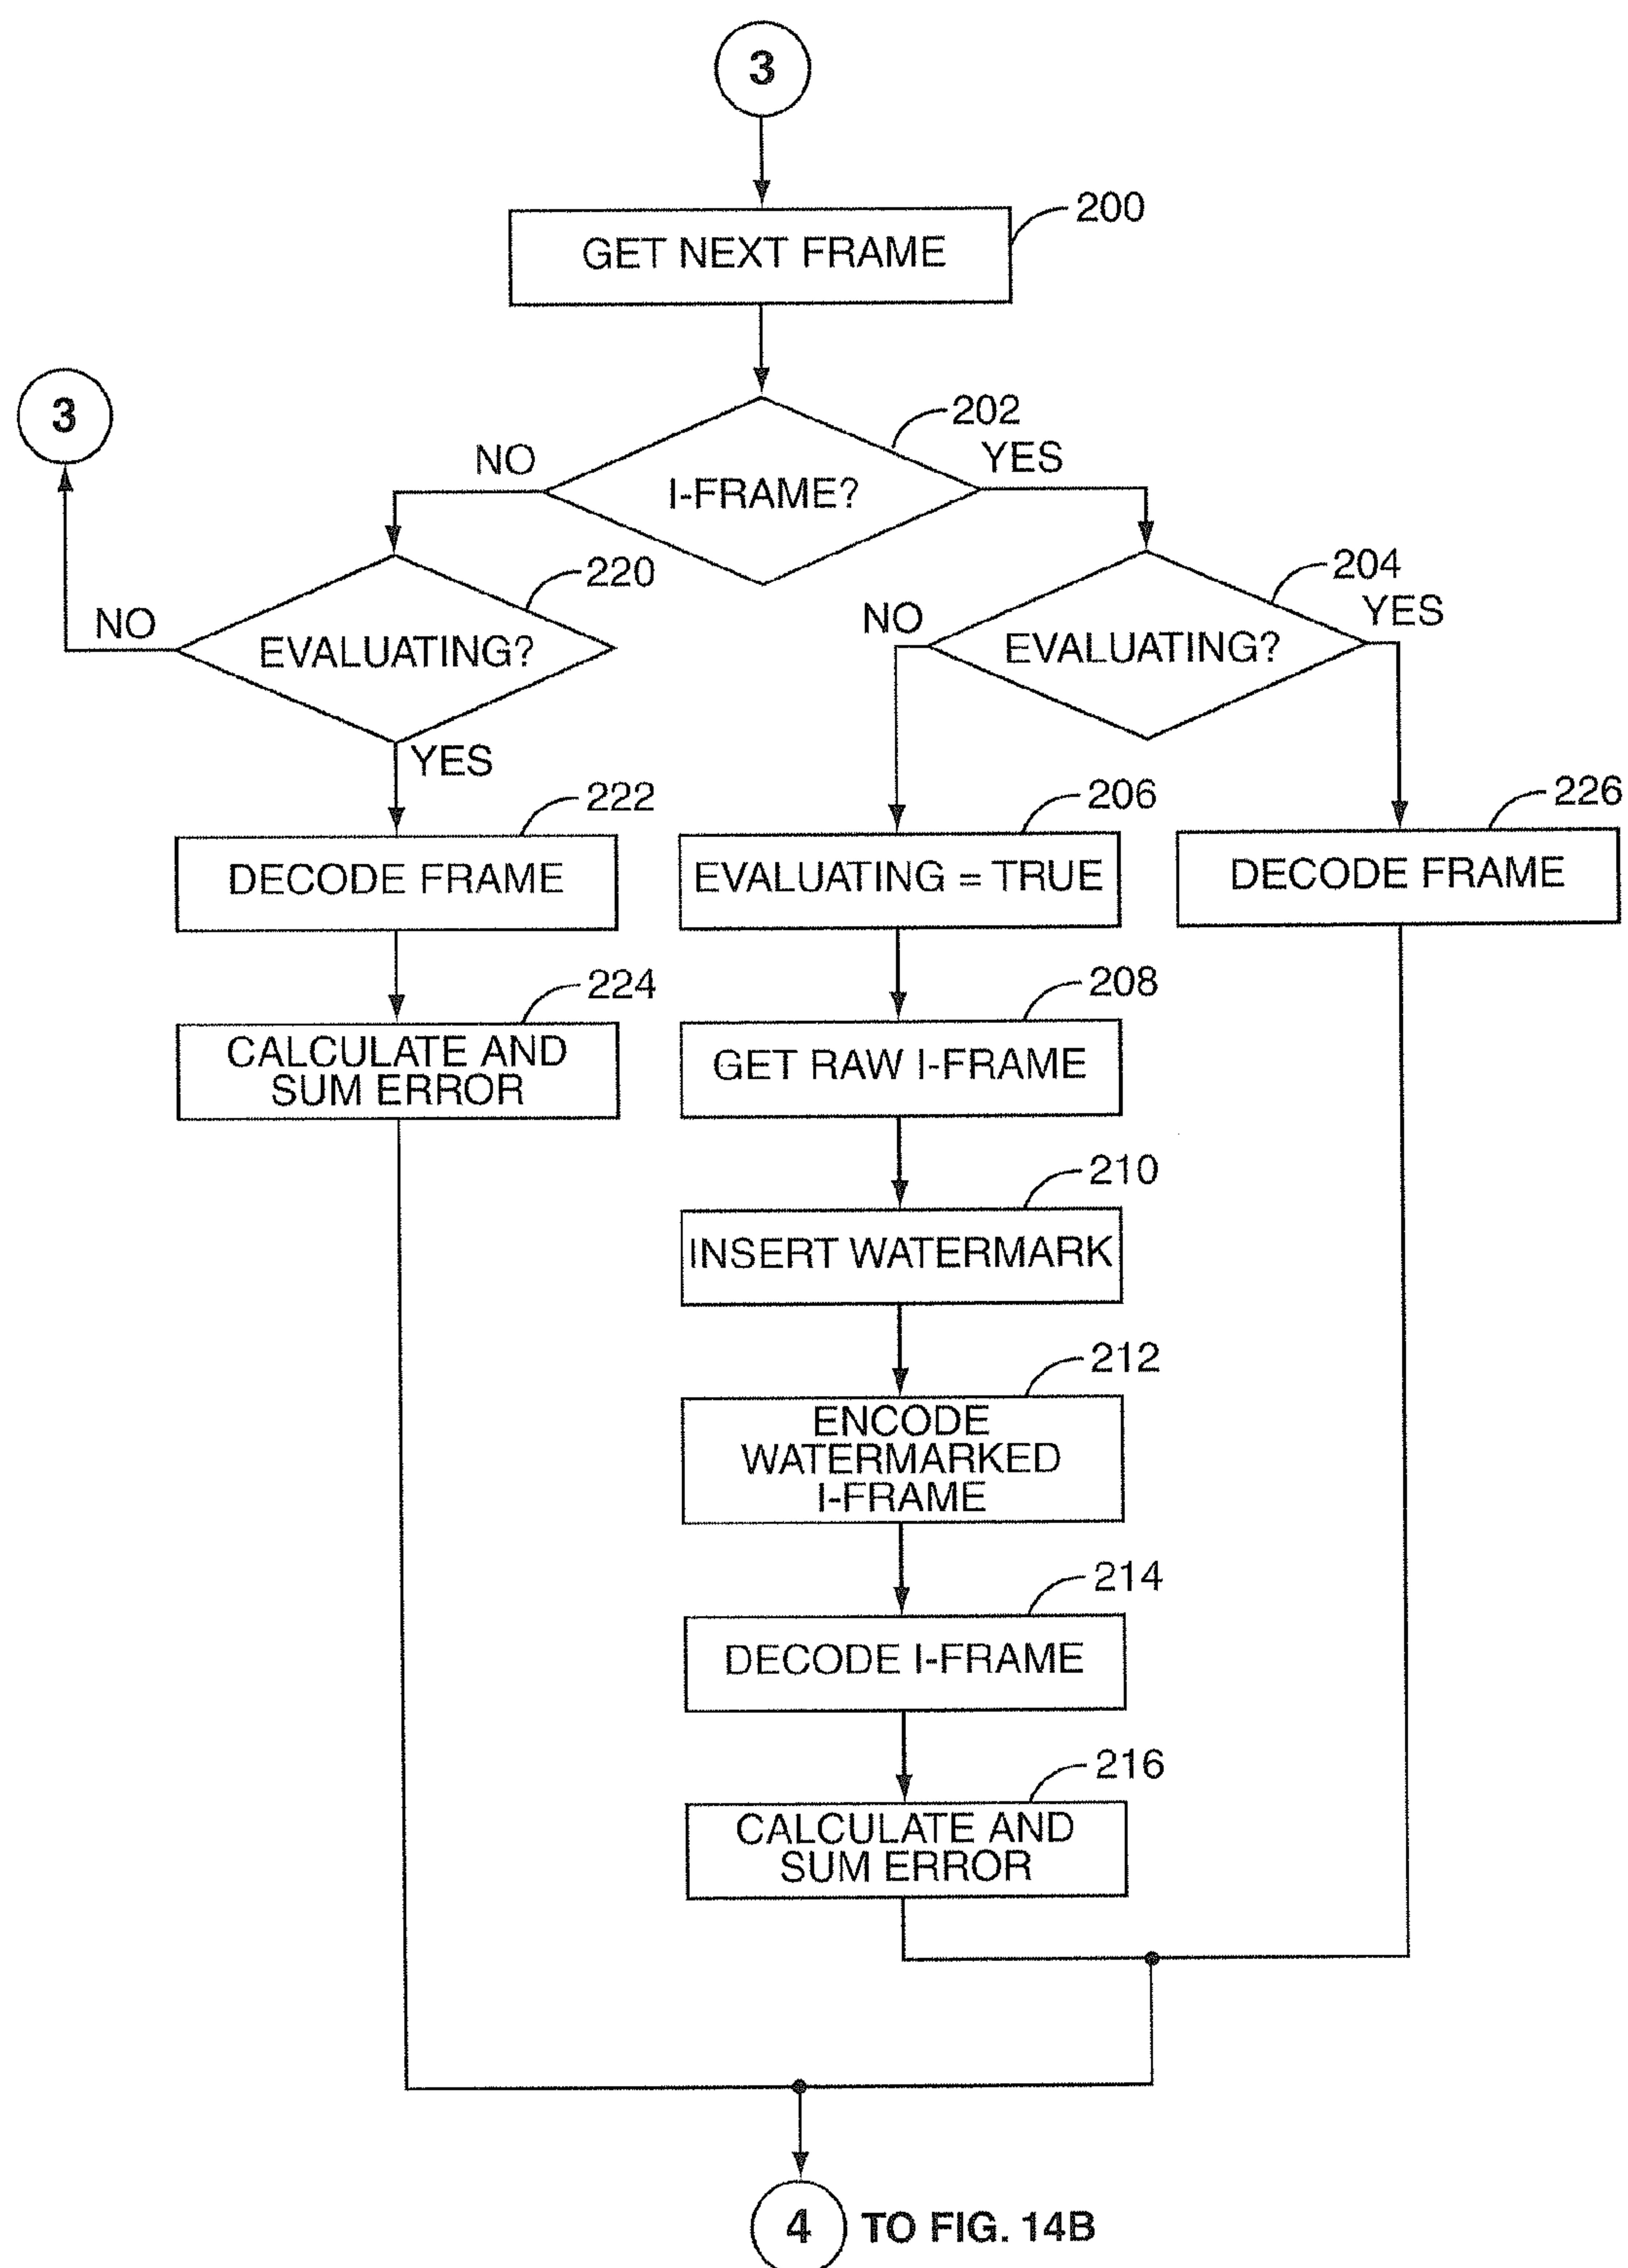 3
200
GET NEXT FRAME
3
202
NO
YES
I-FRAME?
220
204
NO
EVALUATING?
NO
YES
EVALUATING?
YES
222
206
226
DECODE FRAME
EVALUATING = TRUE
DECODE FRAME
224
208
CALCULATE AND
SUM ERROR
GET RAW I-FRAME
210
INSERT WATERMARK
212
ENCODE
WATERMARKED
I-FRAME
214
DECODE I-FRAME
216
CALCULATE AND
SUM ERROR
4 TO FIG. 14B